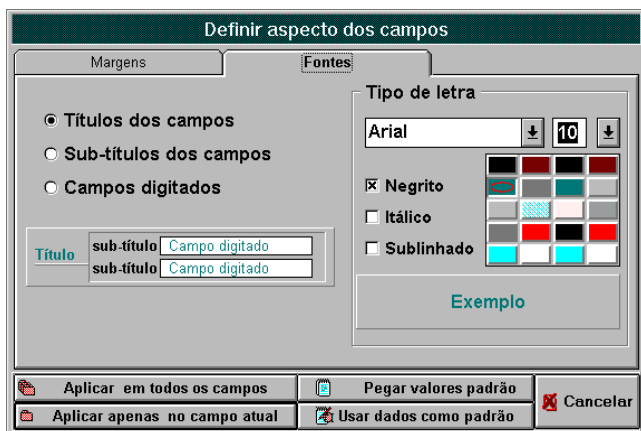 Definir aspecto dos campos
Margens
Fontes
Títulos dos campos
Sub-títulos dos campos
Campos digitados
Título
sub-título Campo digitado
sub-título Campo digitado
Tipo de letra
Arial 10
Negrito
Itálico
Sublinhado
Exemplo
Aplicar em todos os campos
Pegar valores padrão
Cancelar
Aplicar apenas no campo atual
Usar dados como padrão